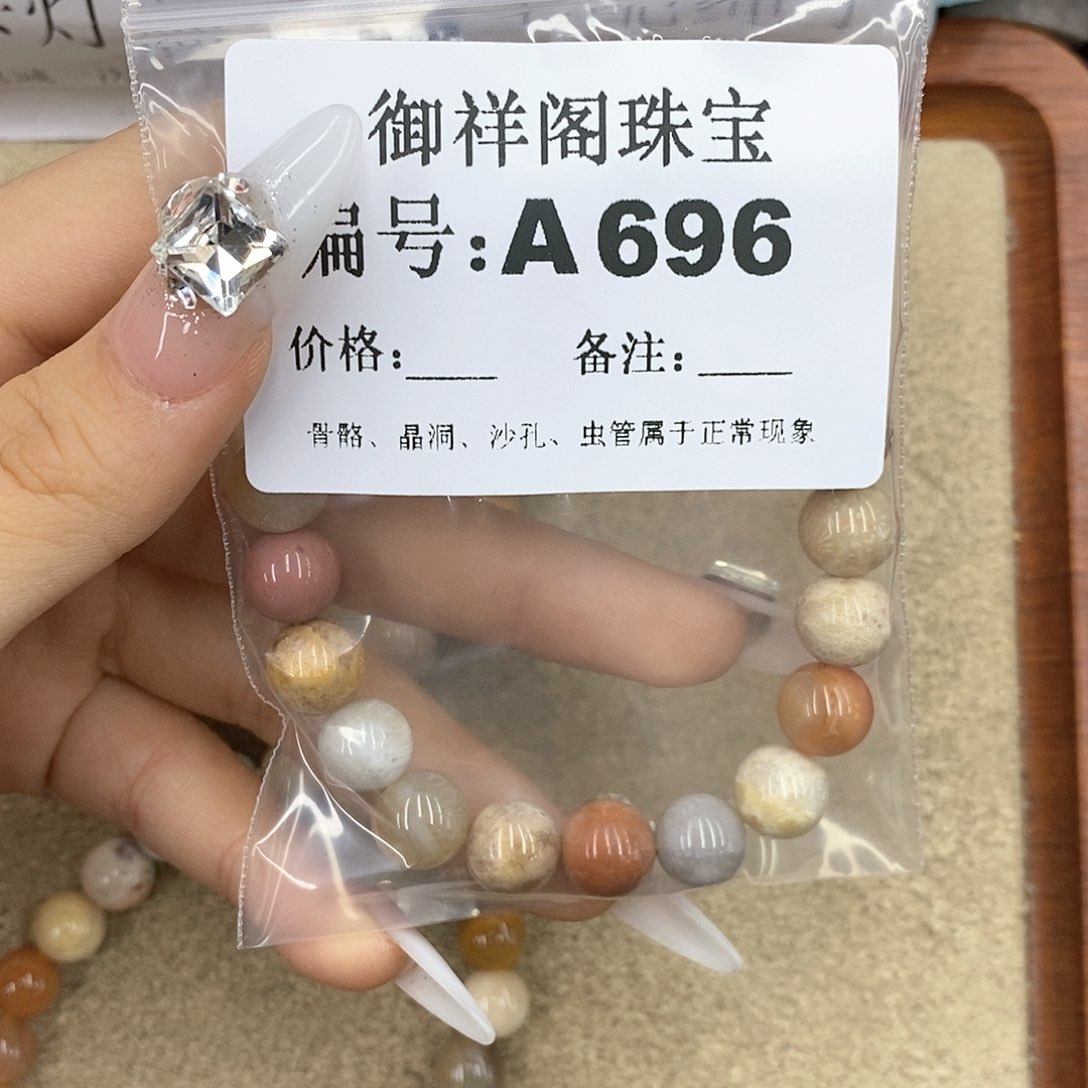 御祥阁珠宝
编号:A696
价格:____ 备注:____
骨骼、晶洞、沙孔、虫管属于正常现象